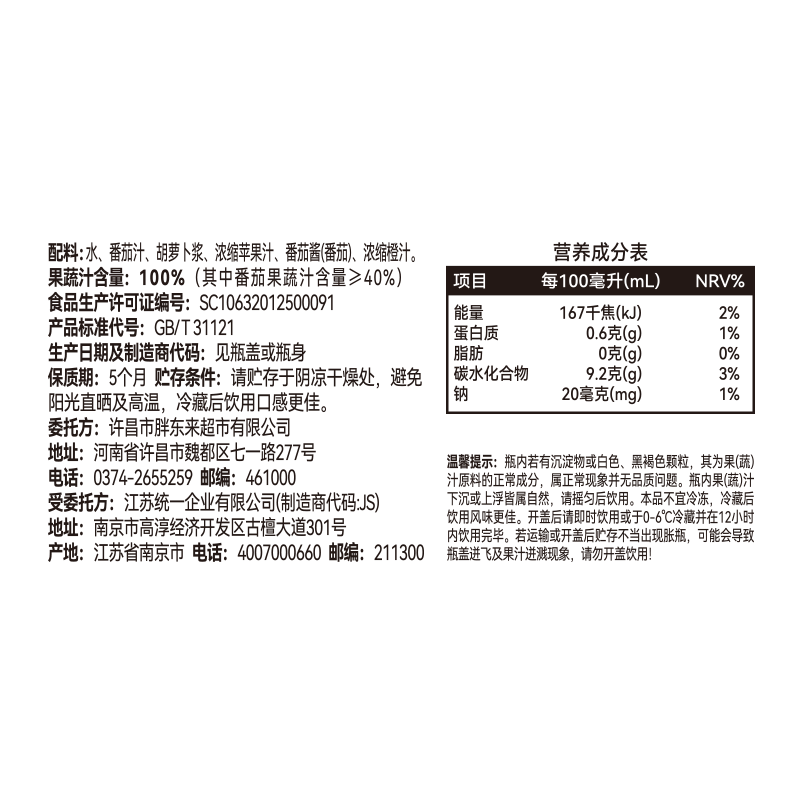 配料:水、番茄汁、胡萝卜浆、浓缩苹果汁、番茄酱(番茄)、浓缩橙汁。
果蔬汁含量：100%（其中番茄果蔬汁含量≥40%）
食品生产许可证编号：SC10632012500091
产品标准代号：GB/T 31121
生产日期及制造商代码：见瓶盖或瓶身
保质期：5个月 贮存条件：请贮存于阴凉干燥处，避免
阳光直晒及高温，冷藏后饮用口感更佳。
委托方：许昌市胖东来超市有限公司
地址：河南省许昌市魏都区七一路277号
电话：0374-2655259 邮编：461000
受委托方：江苏统一企业有限公司(制造商代码:JS)
地址：南京市高淳经济开发区古檀大道301号
产地：江苏省南京市 电话：4007000660 邮编：211300
营养成分表
项目 每100毫升(mL) NRV%
能量 167千焦(kJ) 2%
蛋白质 0.6克(g) 1%
脂肪 0克(g) 0%
碳水化合物 9.2克(g) 3%
钠 20毫克(mg) 1%
温馨提示：瓶内若有沉淀物或白色、黑褐色颗粒，其为果(蔬)
汁原料的正常成分，属正常现象并无品质问题。瓶内果(蔬)汁
下沉或上浮皆属自然，请摇匀后饮用。本品不宜冷冻，冷藏后
饮用风味更佳。开盖后请即时饮用或于0-6℃冷藏并在12小时
内饮用完毕。若运输或开盖后贮存不当出现胀瓶，可能会导致
瓶盖迸飞及果汁迸溅现象，请勿开盖饮用!